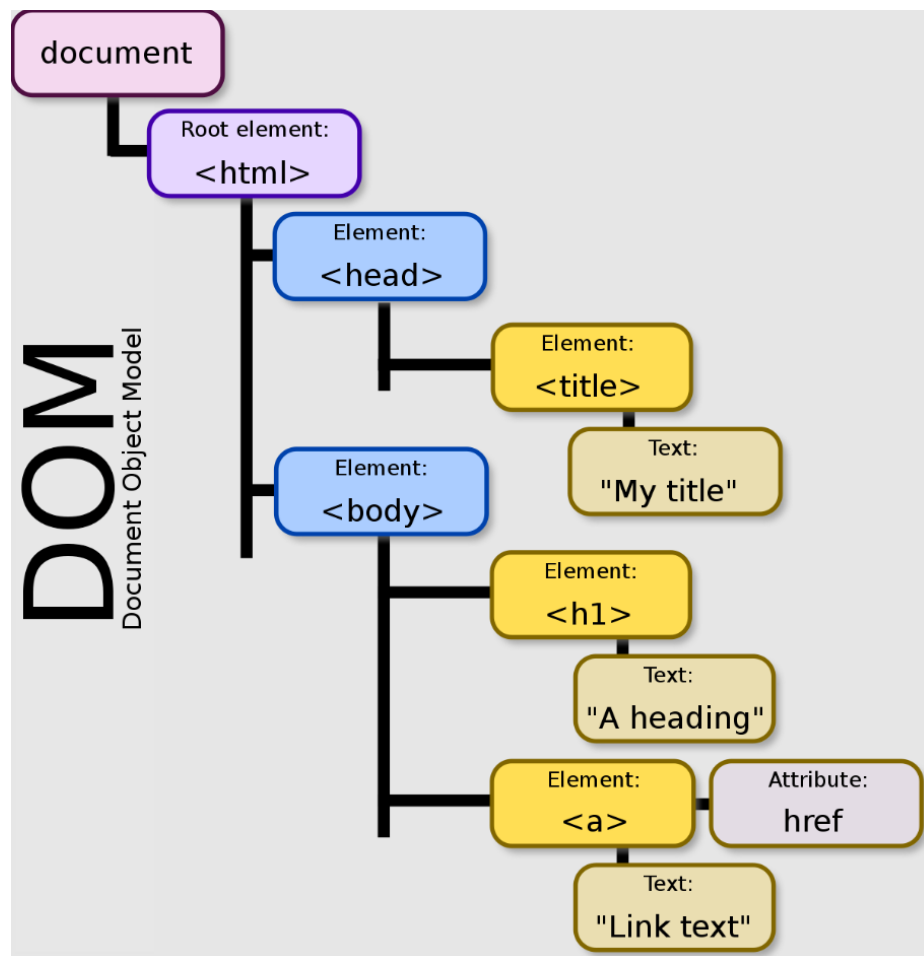 document
Root element:
<html>
Element:
<head>
Element:
<title>
Text:
"My title"
Element:
<body>
Element:
<h1>
Text:
"A heading"
Element:
<a>
Attribute:
href
Text:
"Link text"
DOM
Document Object Model